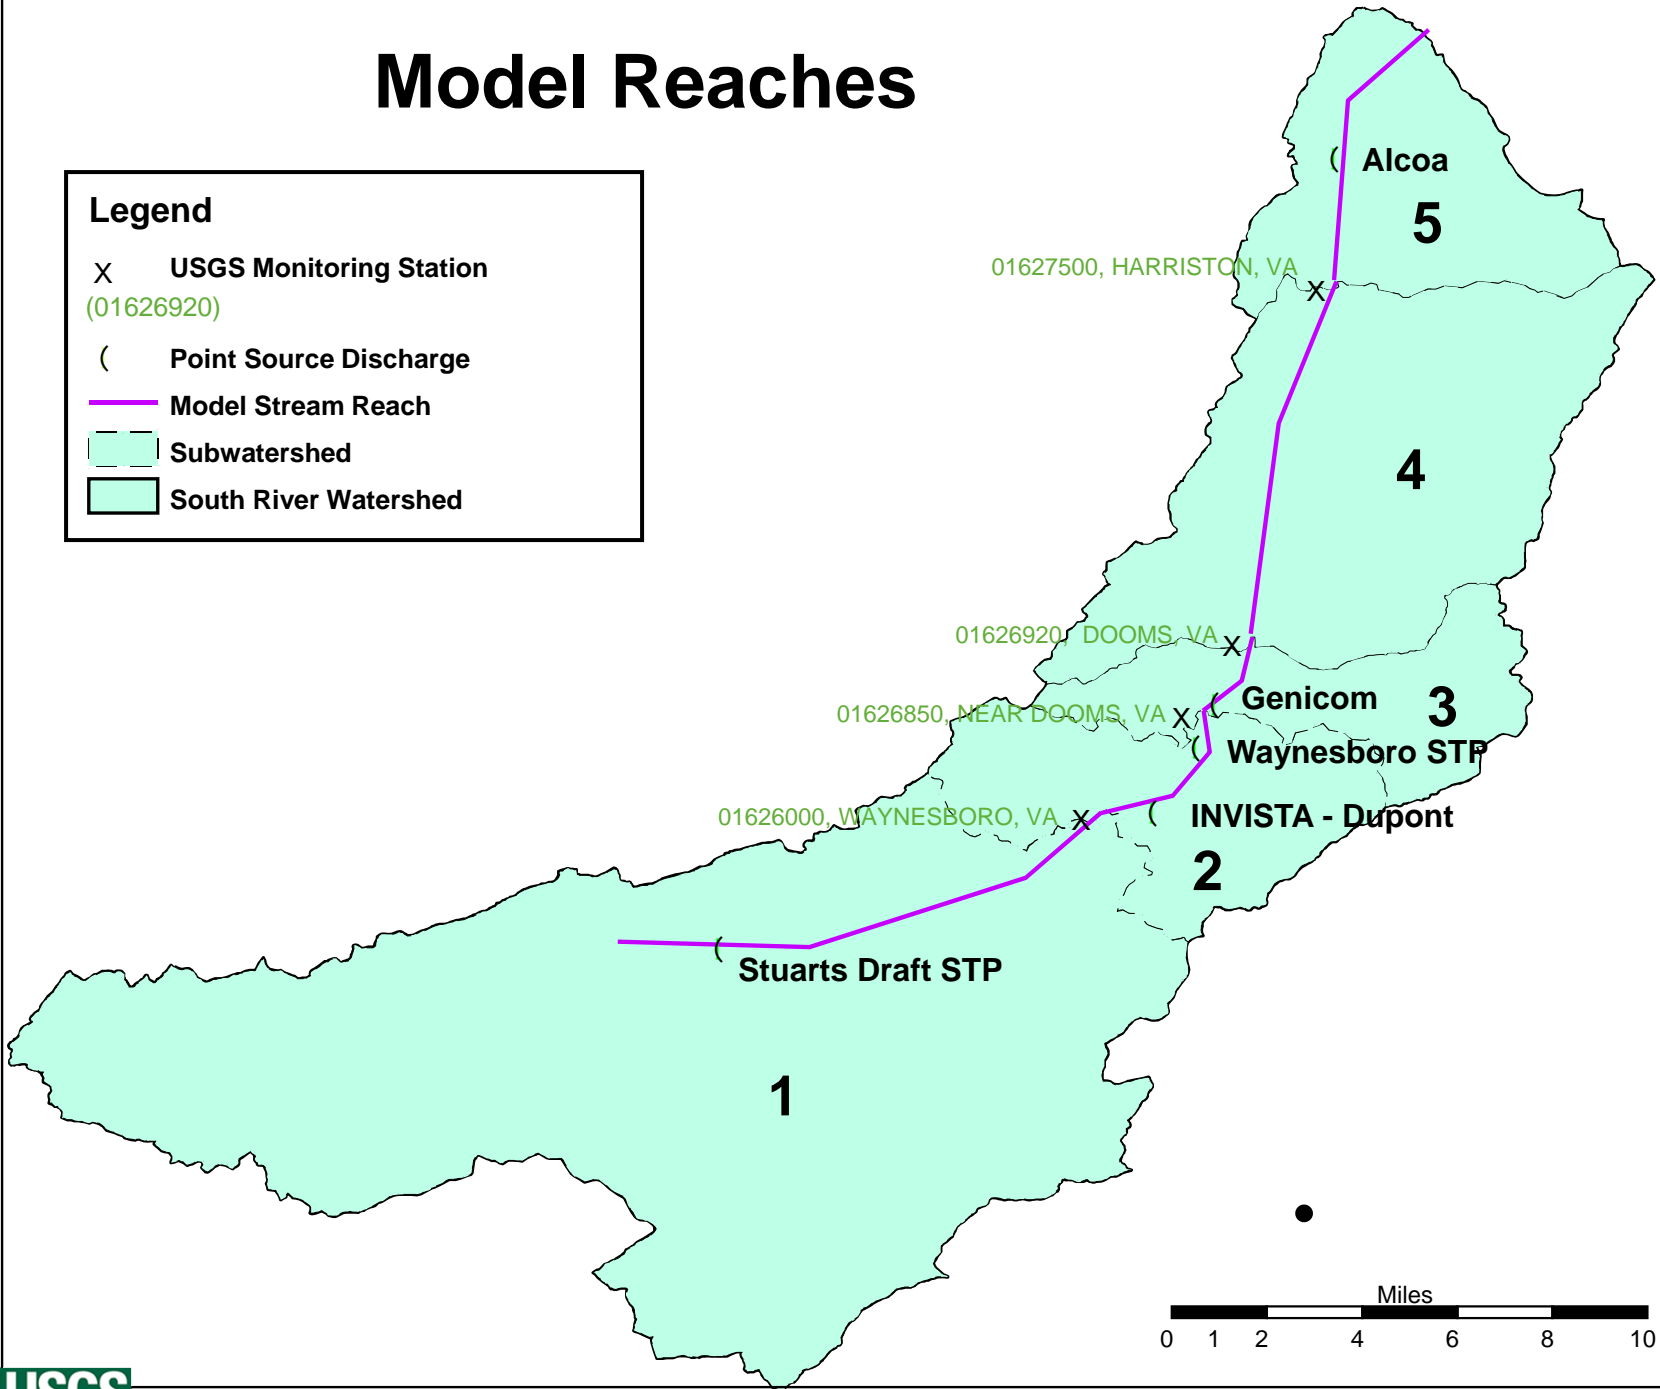 Model Reaches
Legend
X USGS Monitoring Station
(01626920)
Point Source Discharge
Model Stream Reach
Subwatershed
South River Watershed
Alcoa
5
01627500, HARRISTON, VA
X
4
01626920, DOOMS, VA
X
Genicom
3
01626850, NEAR DOOMS, VA
X
Waynesboro STP
01626000, WAYNESBORO, VA
X
INVISTA - Dupont
2
Stuarts Draft STP
1
Miles
0 1 2 4 6 8 10
USGS